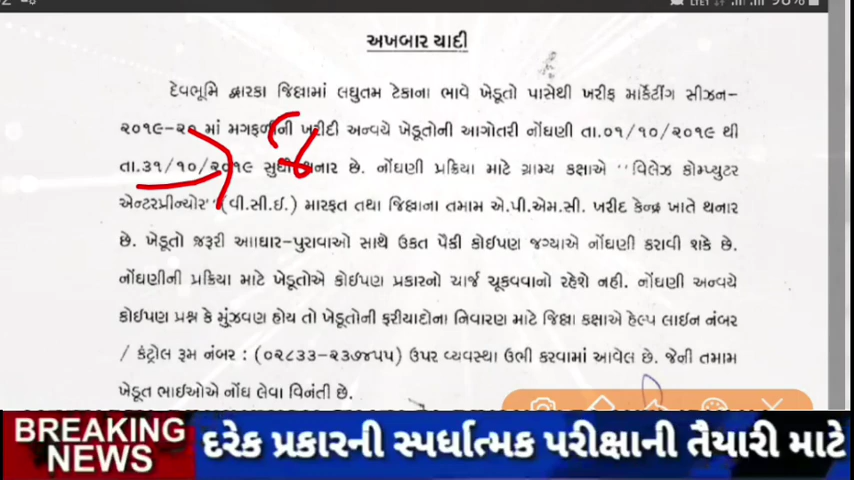 અખબાર યાદી
દેવભૂમિ દ્વારકા જિલ્લામાં લઘુતમ ટેકાના ભાવે ખેડૂતો પાસેથી ખરીફ માર્કેટીંગ સીઝન-
૨૦૧૯-૨૦ માં મગફળીની ખરીદી અન્વયે ખેડૂતોની આગોતરી નોંધણી તા.૦૧/૧૦/૨૦૧૯ થી
તા.૩૧/૧૦/૨૦૧૯ સુધી થનાર છે. નોંધણી પ્રક્રિયા માટે ગ્રામ્ય કક્ષાએ ''વિલેઝ કોમ્પ્યુટર
એન્ટરપ્રીન્યોર''(વી.સી.ઇ.) મારફત તથા જિલ્લાના તમામ એ.પી.એમ.સી. ખરીદ કેન્દ્ર ખાતે થનાર
છે. ખેડૂતો જરૂરી આાધાર-પુરાવાઓ સાથે ઉકત પૈકી કોઈપણ જગ્યાએ નોંધણી કરાવી શકે છે.
નોંધણીની પ્રક્રિયા માટે ખેડૂતોએ કોઈપણ પ્રકારનો ચાર્જ ચૂકવવાનો રહેશે નહી. નોંધણી અન્વયે
કોઈપણ પ્રશ્ન કે મુંઝવણ હોય તો ખેડૂતોની ફરીયાદોના નિવારણ માટે જિલ્લા કક્ષાએ હેલ્પ લાઈન નંબર
/ કંટ્રોલ રૂમ નંબર : (૦૨૮૩૩-૨૩૭૪૫૫) ઉપર વ્યવસ્થા ઉભી કરવામાં આવેલ છે. જેની તમામ
ખેડૂત ભાઈઓએ નોંધ લેવા વિનંતી છે.
BREAKING NEWS દરેક પ્રકારની સ્પર્ધાત્મક પરીક્ષાની તૈયારી માટે